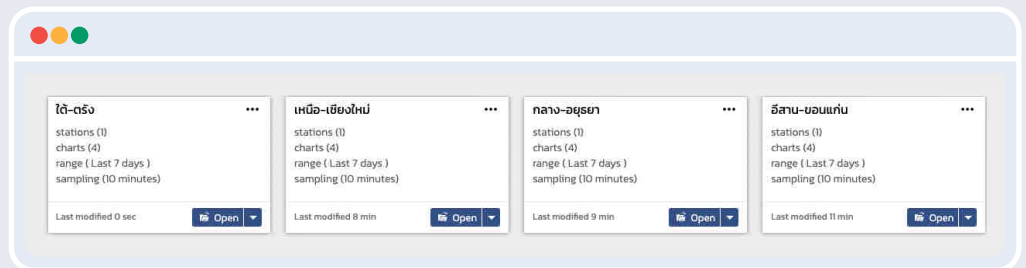 ใต้-ตรัง
stations (1)
charts (4)
range ( Last 7 days )
sampling (10 minutes)
Last modified 0 sec
Open
เหนือ-เชียงใหม่
stations (1)
charts (4)
range ( Last 7 days )
sampling (10 minutes)
Last modified 8 min
Open
กลาง-อยุธยา
stations (1)
charts (4)
range ( Last 7 days )
sampling (10 minutes)
Last modified 9 min
Open
อีสาน-ขอนแก่น
stations (1)
charts (4)
range ( Last 7 days )
sampling (10 minutes)
Last modified 11 min
Open